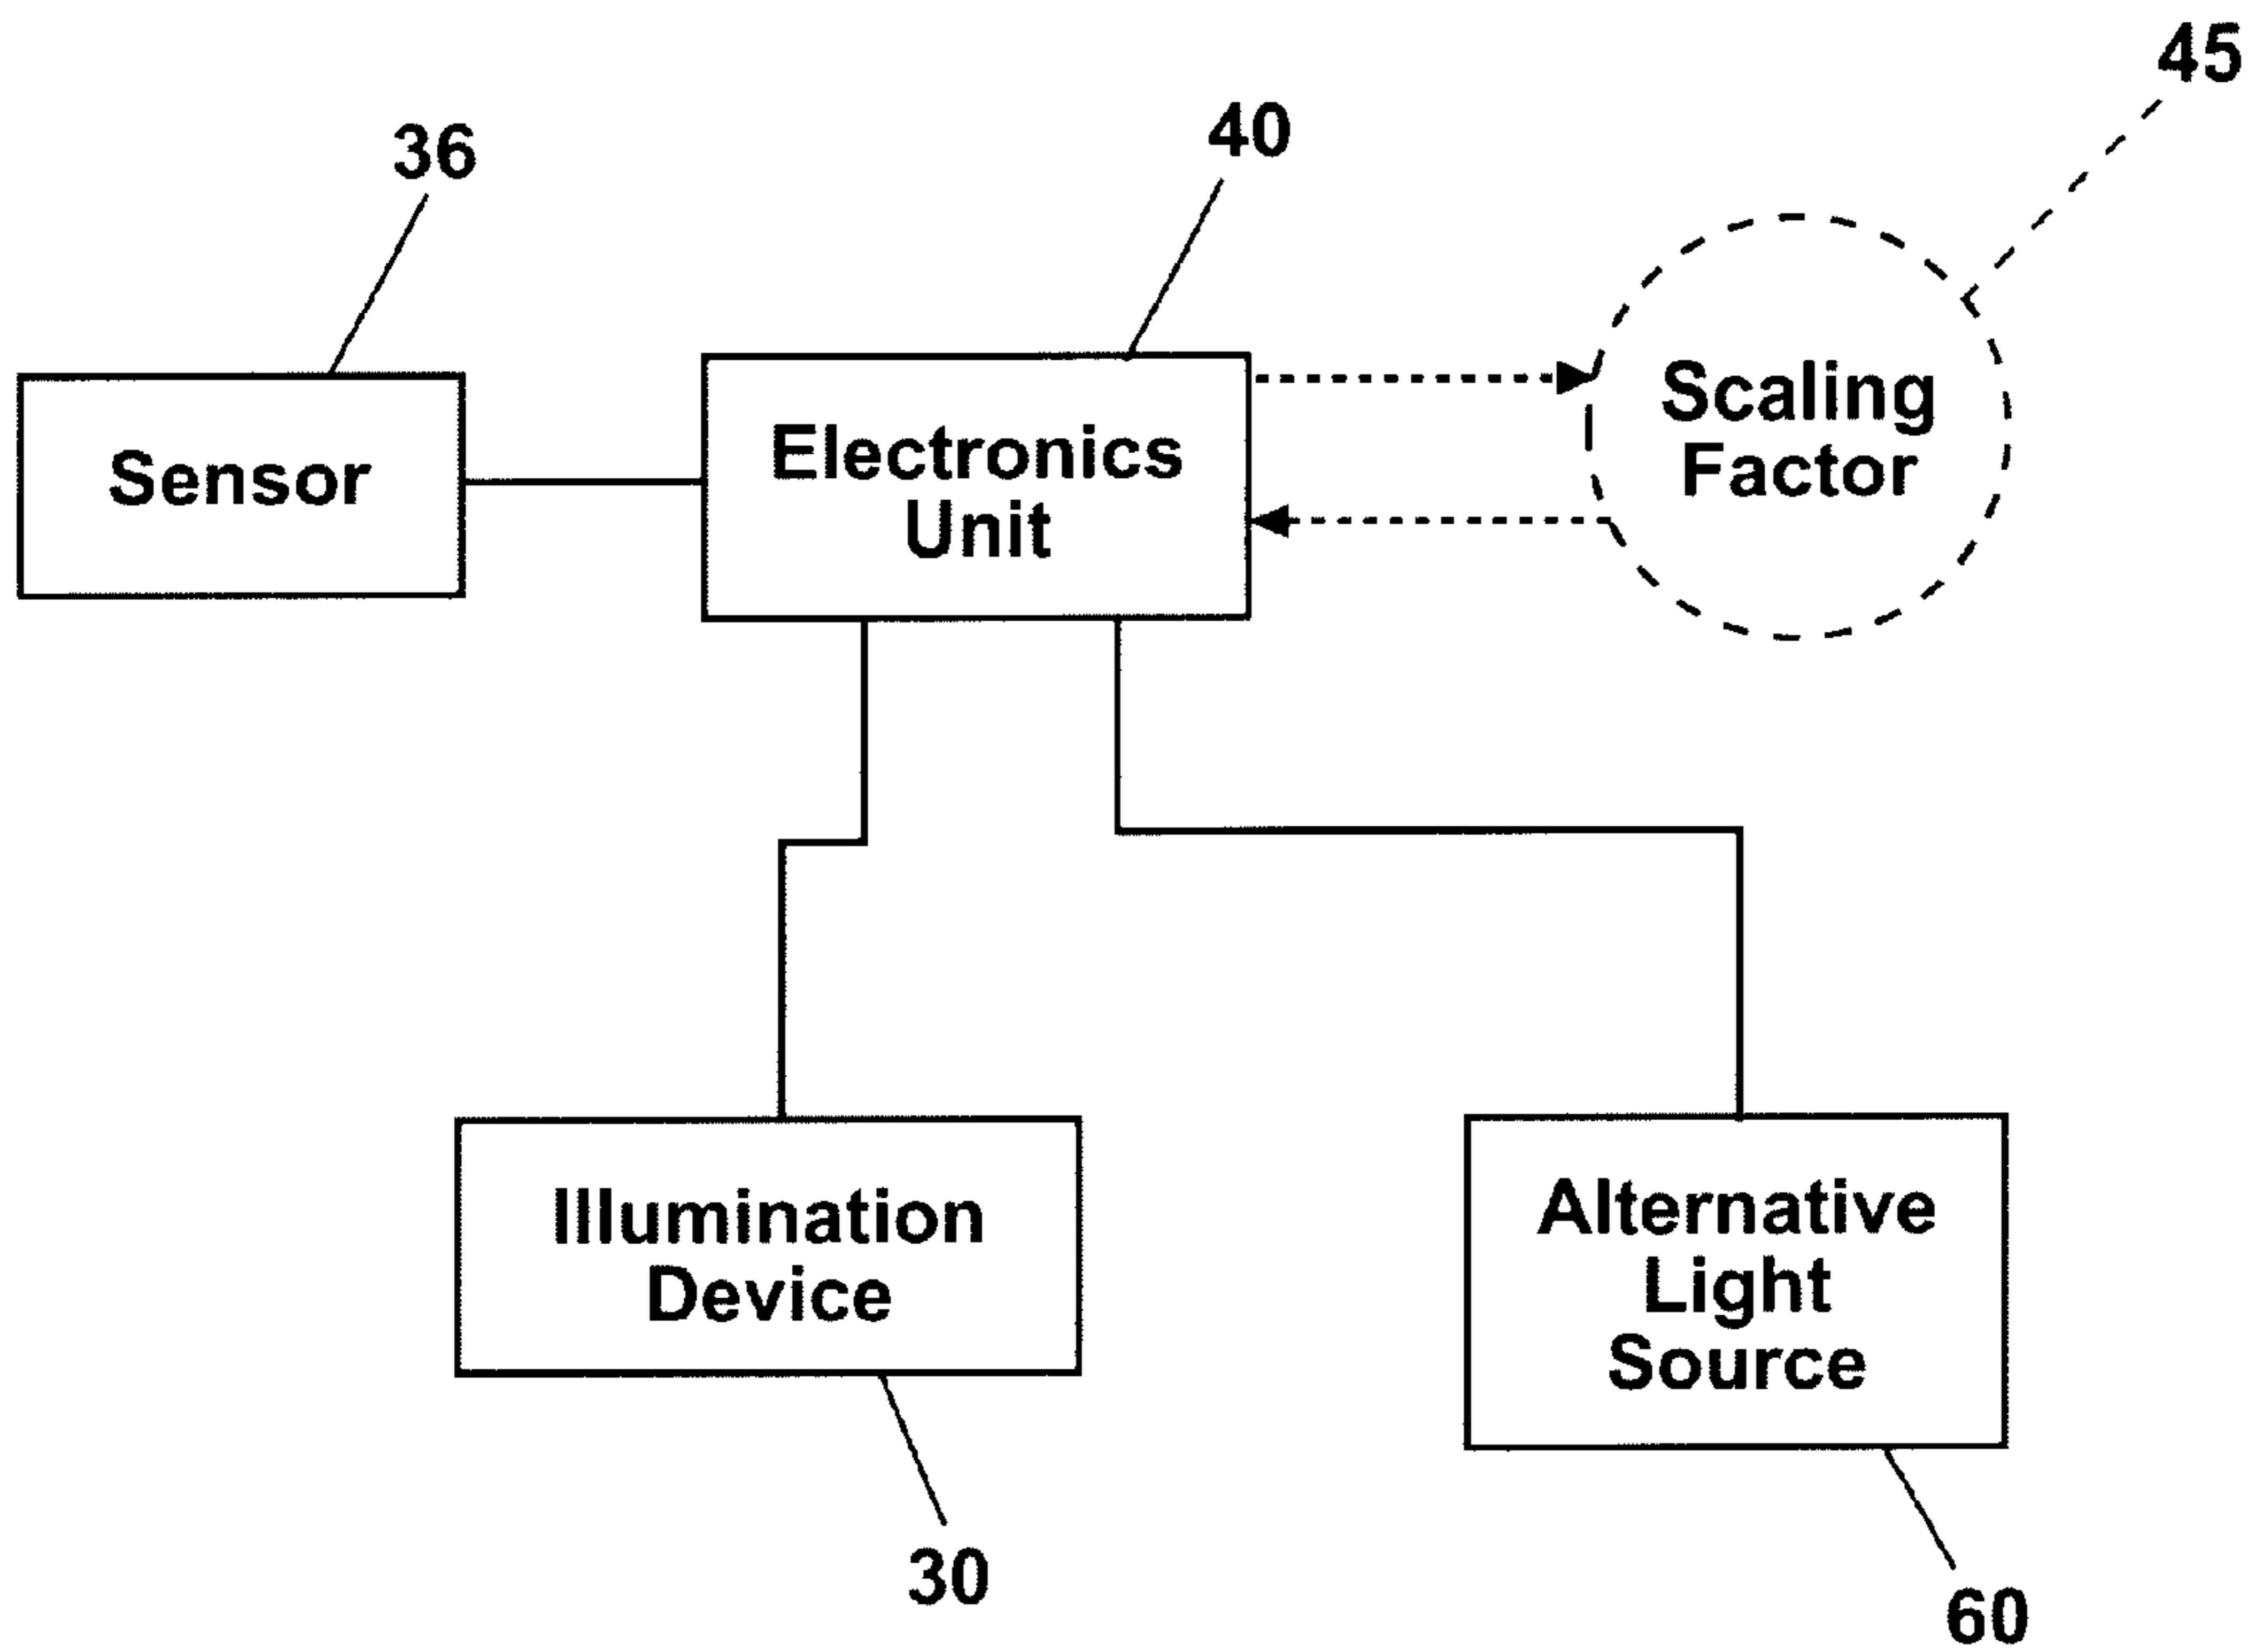 45
40
36
Scaling
Factor
Electronics
Unit
Sensor
Illumination
Device
Alternative
Light
Source
30
60